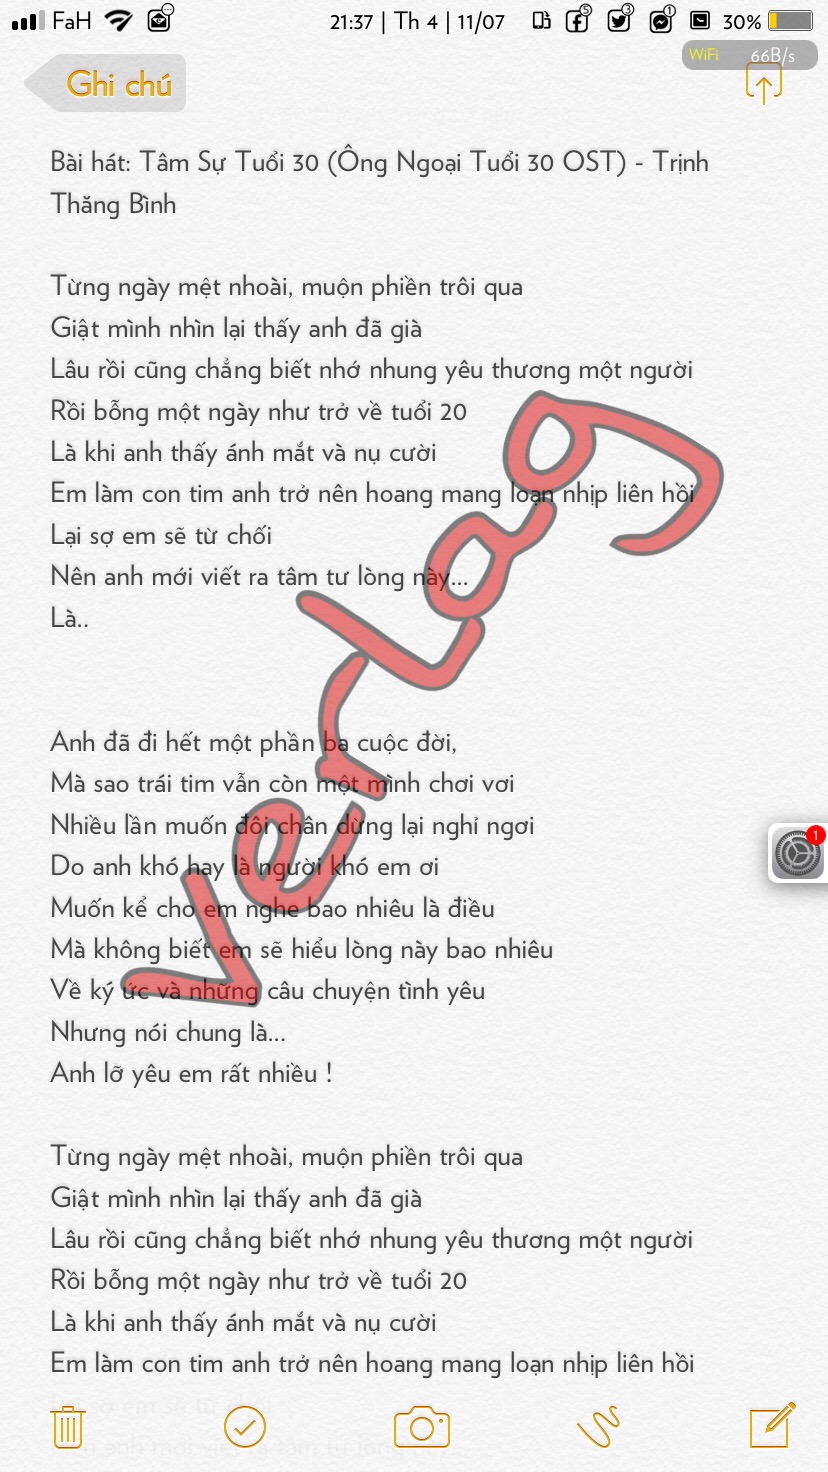 FaH 21:37 | Th 4 | 11/07 5 3 1 30%
WiFi 66B/s
Ghi chú
Bài hát: Tâm Sự Tuổi 30 (Ông Ngoại Tuổi 30 OST) - Trịnh
Thăng Bình
Từng ngày mệt nhoài, muộn phiền trôi qua
Giật mình nhìn lại thấy anh đã già
Lâu rồi cũng chẳng biết nhớ nhung yêu thương một người
Rồi bỗng một ngày như trở về tuổi 20
Là khi anh thấy ánh mắt và nụ cười
Em làm con tim anh trở nên hoang mang loạn nhịp liên hồi
Lại sợ em sẽ từ chối
Nên anh mới viết ra tâm tư lòng này...
Là..
Anh đã đi hết một phần ba cuộc đời,
Mà sao trái tim vẫn còn một mình chơi vơi
Nhiều lần muốn đôi chân dừng lại nghỉ ngơi
Do anh khó hay là người khó em ơi
Muốn kể cho em nghe bao nhiêu là điều
Mà không biết em sẽ hiểu lòng này bao nhiêu
Về ký ức và những câu chuyện tình yêu
Nhưng nói chung là...
Anh lỡ yêu em rất nhiều !
Từng ngày mệt nhoài, muộn phiền trôi qua
Giật mình nhìn lại thấy anh đã già
Lâu rồi cũng chẳng biết nhớ nhung yêu thương một người
Rồi bỗng một ngày như trở về tuổi 20
Là khi anh thấy ánh mắt và nụ cười
Em làm con tim anh trở nên hoang mang loạn nhịp liên hồi
verLag
1